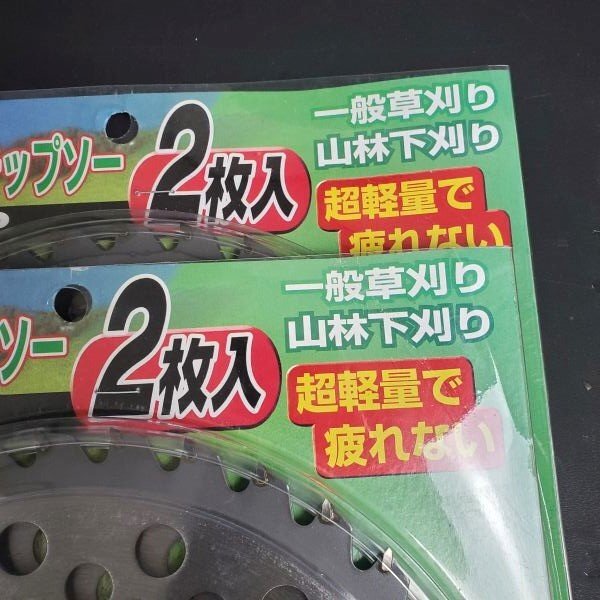 ップソー
2枚入
一般草刈り
山林下刈り
超軽量で
疲れない
ソー
2枚入
一般草刈り
山林下刈り
超軽量で
疲れない